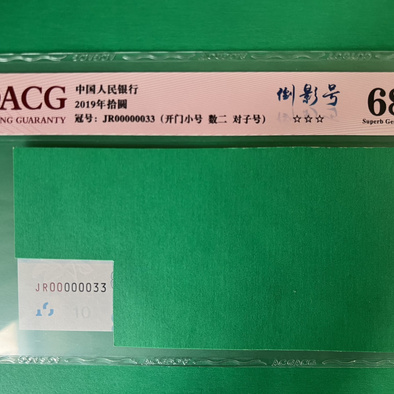 ACG
NG GUARANTY
中国人民银行
2019年拾圆
冠号：JR00000033（开门小号 数二 对子号）
倒影号
☆☆☆
68
Superb Ge
JR00000033
10